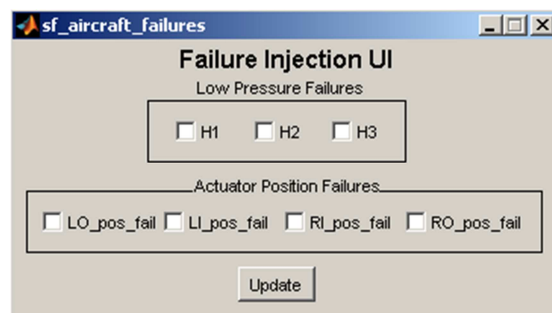 sf_aircraft_failures
Failure Injection UI
Low Pressure Failures
H1 H2 H3
Actuator Position Failures
LO_pos_fail LI_pos_fail RI_pos_fail RO_pos_fail
Update